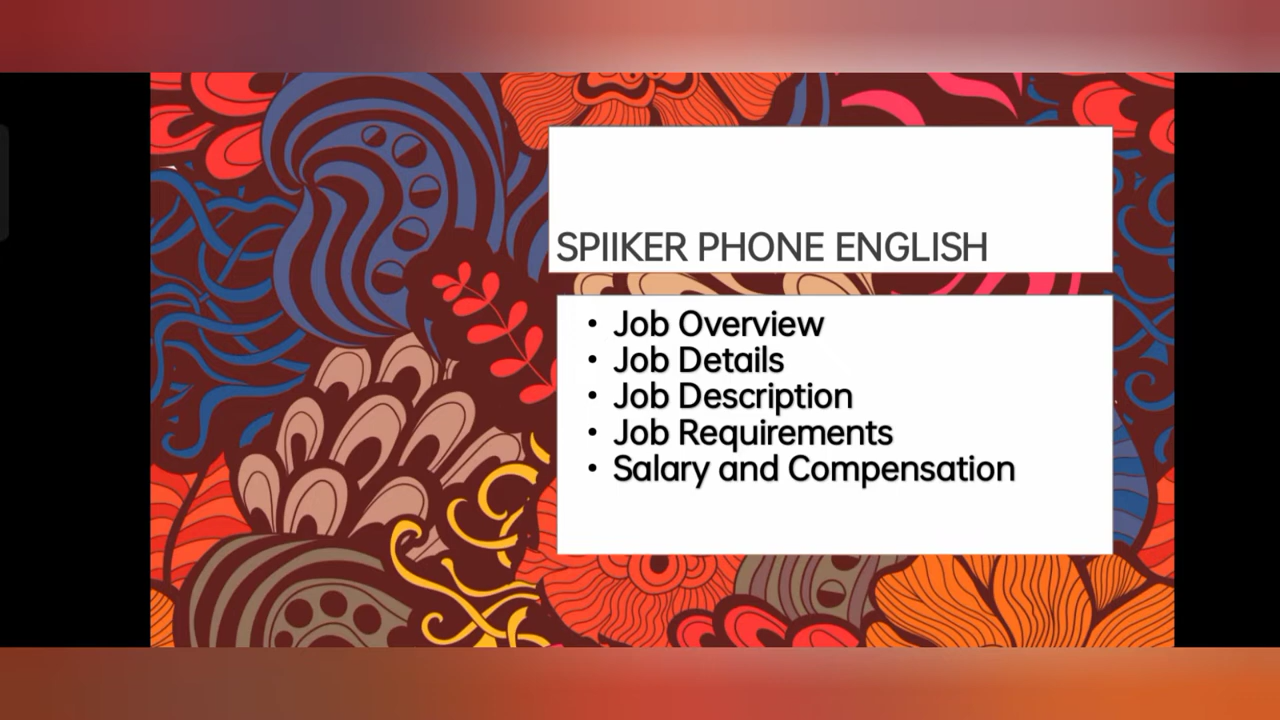 SPIIKER PHONE ENGLISH
• Job Overview
• Job Details
• Job Description
• Job Requirements
• Salary and Compensation